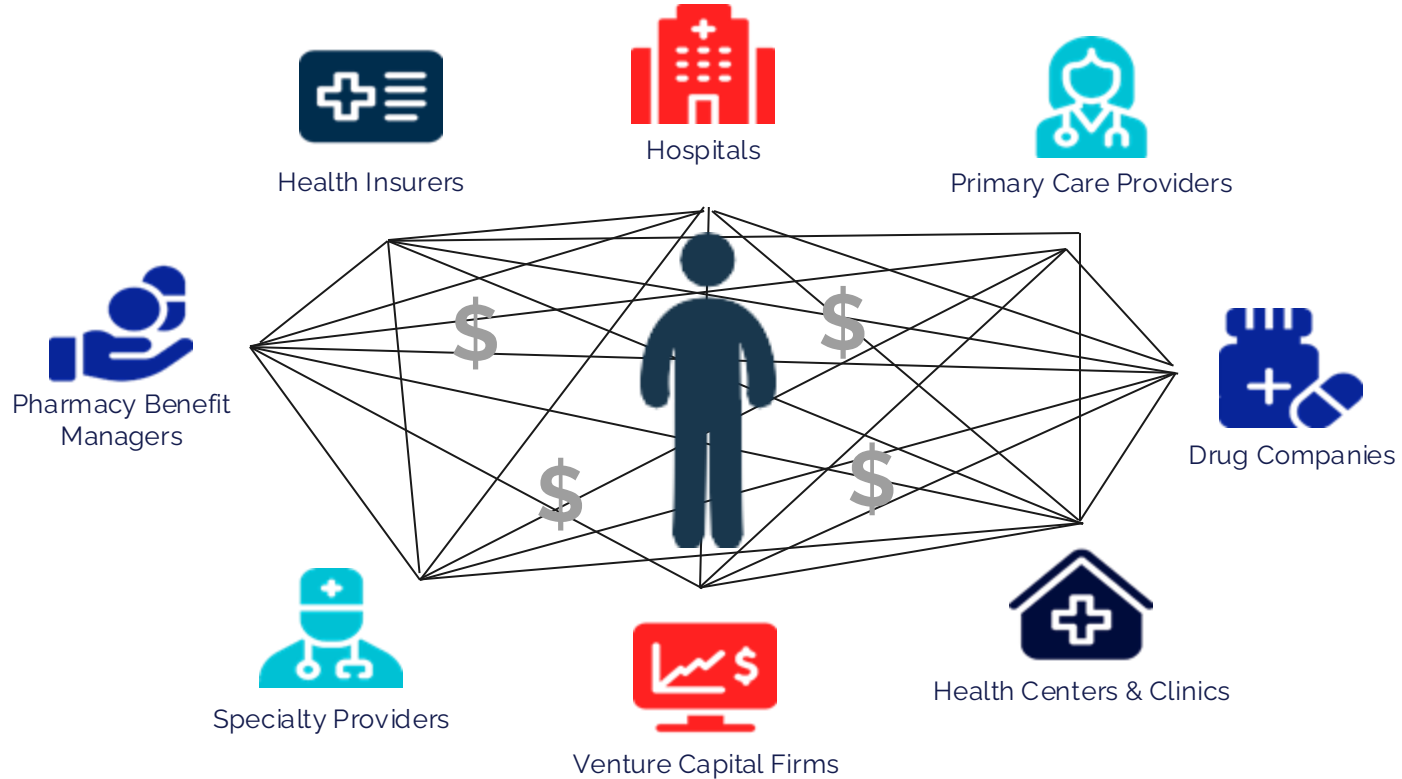 Hospitals
Health Insurers
Primary Care Providers
$
$
Pharmacy Benefit
Managers
Drug Companies
$
$
$
Health Centers & Clinics
Specialty Providers
Venture Capital Firms